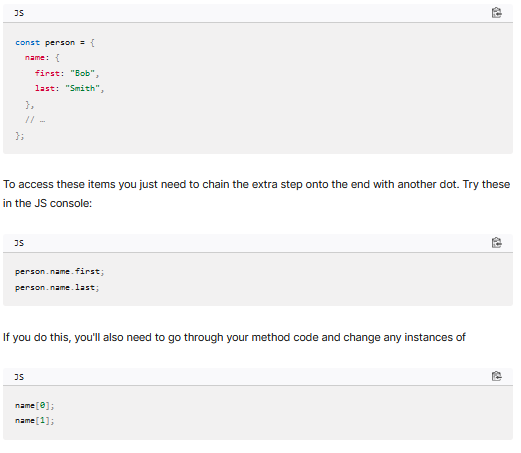 JS
const person = {
name: {
first: "Bob",
last: "Smith",
},
// …
};
To access these items you just need to chain the extra step onto the end with another dot. Try these
in the JS console:
JS
person.name.first;
person.name.last;
If you do this, you'll also need to go through your method code and change any instances of
JS
name[0];
name[1];